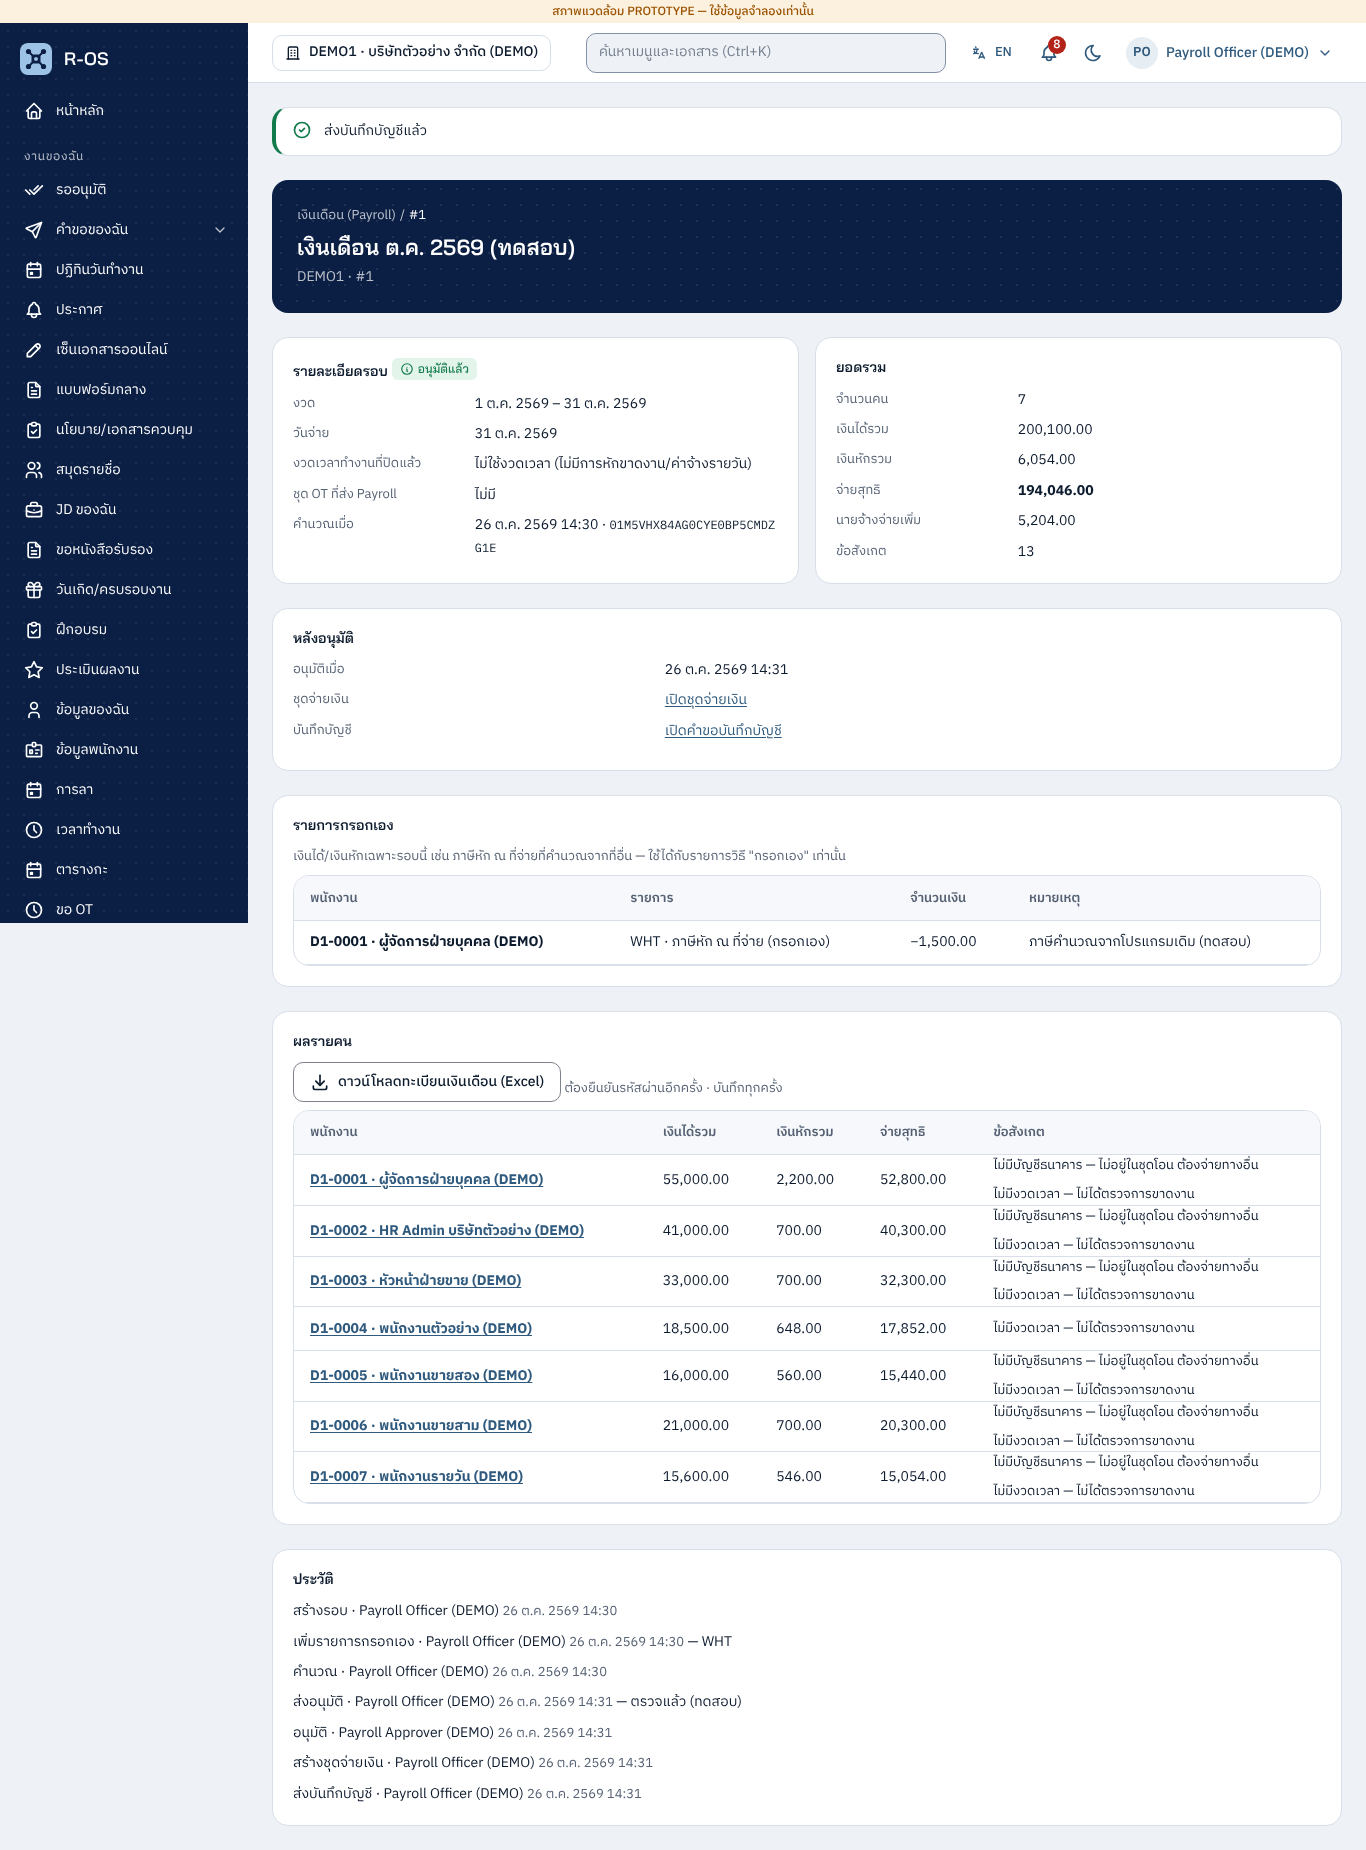 สภาพแวดล้อม PROTOTYPE — ใช้ข้อมูลจำลองเท่านั้น
R-OS
หน้าหลัก
งานของฉัน
รออนุมัติ
คำขอของฉัน
ปฏิทินวันทำงาน
ประกาศ
เซ็นเอกสารออนไลน์
แบบฟอร์มกลาง
นโยบาย/เอกสารควบคุม
สมุดรายชื่อ
JD ของฉัน
ขอหนังสือรับรอง
วันเกิด/ครบรอบงาน
ฝึกอบรม
ประเมินผลงาน
ข้อมูลของฉัน
ข้อมูลพนักงาน
การลา
เวลาทำงาน
ตารางกะ
ขอ OT
DEMO1 · บริษัทตัวอย่าง จำกัด (DEMO)
ค้นหาเมนูและเอกสาร (Ctrl+K)
EN
8
PO
Payroll Officer (DEMO)
ส่งบันทึกบัญชีแล้ว
เงินเดือน (Payroll) / #1
เงินเดือน ต.ค. 2569 (ทดสอบ)
DEMO1 · #1
รายละเอียดรอบ อนุมัติแล้ว
งวด 1 ต.ค. 2569 – 31 ต.ค. 2569
วันจ่าย 31 ต.ค. 2569
งวดเวลาทำงานที่ปิดแล้ว ไม่ใช้งวดเวลา (ไม่มีการหักขาดงาน/ค่าจ้างรายวัน)
ชุด OT ที่ส่ง Payroll ไม่มี
คำนวณเมื่อ 26 ต.ค. 2569 14:30 · 01M5VHX84AG0CYE0BP5CMDZ
G1E
ยอดรวม
จำนวนคน 7
เงินได้รวม 200,100.00
เงินหักรวม 6,054.00
จ่ายสุทธิ 194,046.00
นายจ้างจ่ายเพิ่ม 5,204.00
ข้อสังเกต 13
หลังอนุมัติ
อนุมัติเมื่อ 26 ต.ค. 2569 14:31
ชุดจ่ายเงิน เปิดชุดจ่ายเงิน
บันทึกบัญชี เปิดคำขอบันทึกบัญชี
รายการกรอกเอง
เงินได้/เงินหักเฉพาะรอบนี้ เช่น ภาษีหัก ณ ที่จ่ายที่คำนวณจากที่อื่น — ใช้ได้กับรายการวิธี "กรอกเอง" เท่านั้น
พนักงาน รายการ จำนวนเงิน หมายเหตุ
D1-0001 · ผู้จัดการฝ่ายบุคคล (DEMO) WHT · ภาษีหัก ณ ที่จ่าย (กรอกเอง) −1,500.00 ภาษีคำนวณจากโปรแกรมเดิม (ทดสอบ)
ผลรายคน
ดาวน์โหลดทะเบียนเงินเดือน (Excel) ต้องยืนยันรหัสผ่านอีกครั้ง · บันทึกทุกครั้ง
พนักงาน เงินได้รวม เงินหักรวม จ่ายสุทธิ ข้อสังเกต
D1-0001 · ผู้จัดการฝ่ายบุคคล (DEMO) 55,000.00 2,200.00 52,800.00 ไม่มีบัญชีธนาคาร — ไม่อยู่ในชุดโอน ต้องจ่ายทางอื่น
ไม่มีงวดเวลา — ไม่ได้ตรวจการขาดงาน
D1-0002 · HR Admin บริษัทตัวอย่าง (DEMO) 41,000.00 700.00 40,300.00 ไม่มีบัญชีธนาคาร — ไม่อยู่ในชุดโอน ต้องจ่ายทางอื่น
ไม่มีงวดเวลา — ไม่ได้ตรวจการขาดงาน
D1-0003 · หัวหน้าฝ่ายขาย (DEMO) 33,000.00 700.00 32,300.00 ไม่มีบัญชีธนาคาร — ไม่อยู่ในชุดโอน ต้องจ่ายทางอื่น
ไม่มีงวดเวลา — ไม่ได้ตรวจการขาดงาน
D1-0004 · พนักงานตัวอย่าง (DEMO) 18,500.00 648.00 17,852.00 ไม่มีงวดเวลา — ไม่ได้ตรวจการขาดงาน
D1-0005 · พนักงานขายสอง (DEMO) 16,000.00 560.00 15,440.00 ไม่มีบัญชีธนาคาร — ไม่อยู่ในชุดโอน ต้องจ่ายทางอื่น
ไม่มีงวดเวลา — ไม่ได้ตรวจการขาดงาน
D1-0006 · พนักงานขายสาม (DEMO) 21,000.00 700.00 20,300.00 ไม่มีบัญชีธนาคาร — ไม่อยู่ในชุดโอน ต้องจ่ายทางอื่น
ไม่มีงวดเวลา — ไม่ได้ตรวจการขาดงาน
D1-0007 · พนักงานรายวัน (DEMO) 15,600.00 546.00 15,054.00 ไม่มีบัญชีธนาคาร — ไม่อยู่ในชุดโอน ต้องจ่ายทางอื่น
ไม่มีงวดเวลา — ไม่ได้ตรวจการขาดงาน
ประวัติ
สร้างรอบ · Payroll Officer (DEMO) 26 ต.ค. 2569 14:30
เพิ่มรายการกรอกเอง · Payroll Officer (DEMO) 26 ต.ค. 2569 14:30 — WHT
คำนวณ · Payroll Officer (DEMO) 26 ต.ค. 2569 14:30
ส่งอนุมัติ · Payroll Officer (DEMO) 26 ต.ค. 2569 14:31 — ตรวจแล้ว (ทดสอบ)
อนุมัติ · Payroll Approver (DEMO) 26 ต.ค. 2569 14:31
สร้างชุดจ่ายเงิน · Payroll Officer (DEMO) 26 ต.ค. 2569 14:31
ส่งบันทึกบัญชี · Payroll Officer (DEMO) 26 ต.ค. 2569 14:31